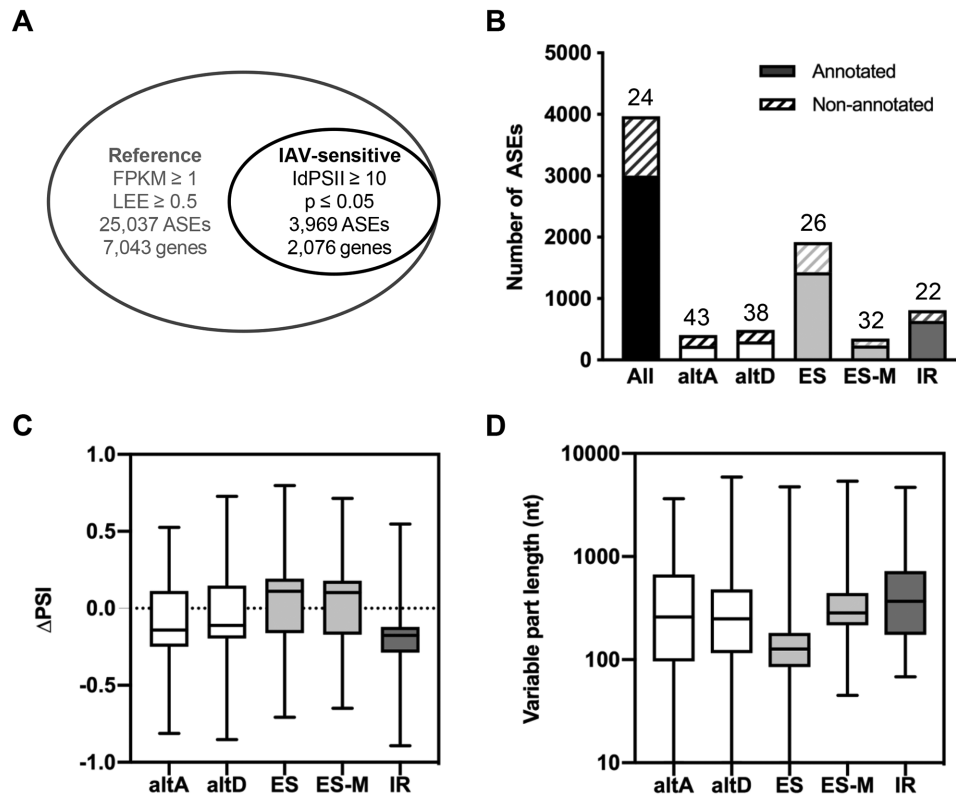 A
Reference
FPKM ≥ 1
LEE ≥ 0.5
25,037 ASEs
7,043 genes
IAV-sensitive
IdPSII ≥ 10
p ≤ 0.05
3,969 ASEs
2,076 genes
B
Number of ASEs
5000
4000
3000
2000
1000
0
Annotated
Non-annotated
24
43
38
26
32
22
All altA altD ES ES-M IR
C
ΔPSI
1.0
0.5
0.0
-0.5
-1.0
altA altD ES ES-M IR
D
Variable part length (nt)
10000
1000
100
10
altA altD ES ES-M IR